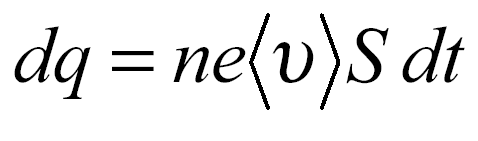 dq = ne⟨υ⟩S dt